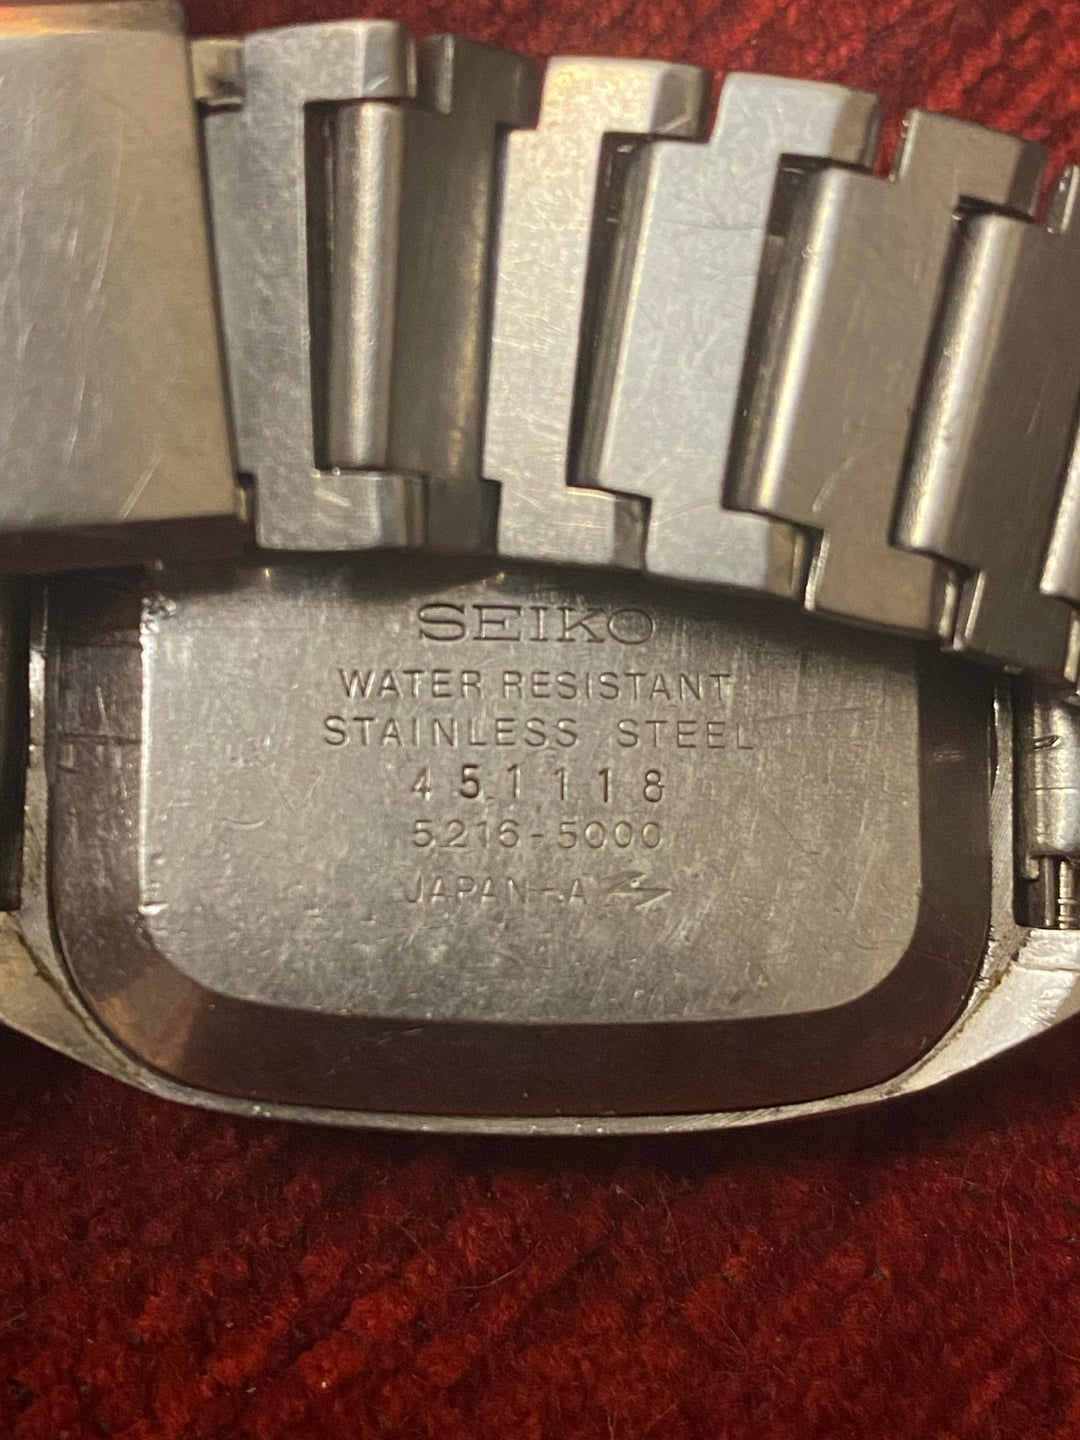 SEIKO
WATER RESISTANT
STAINLESS STEEL
451118
5216-5000
JAPAN-A